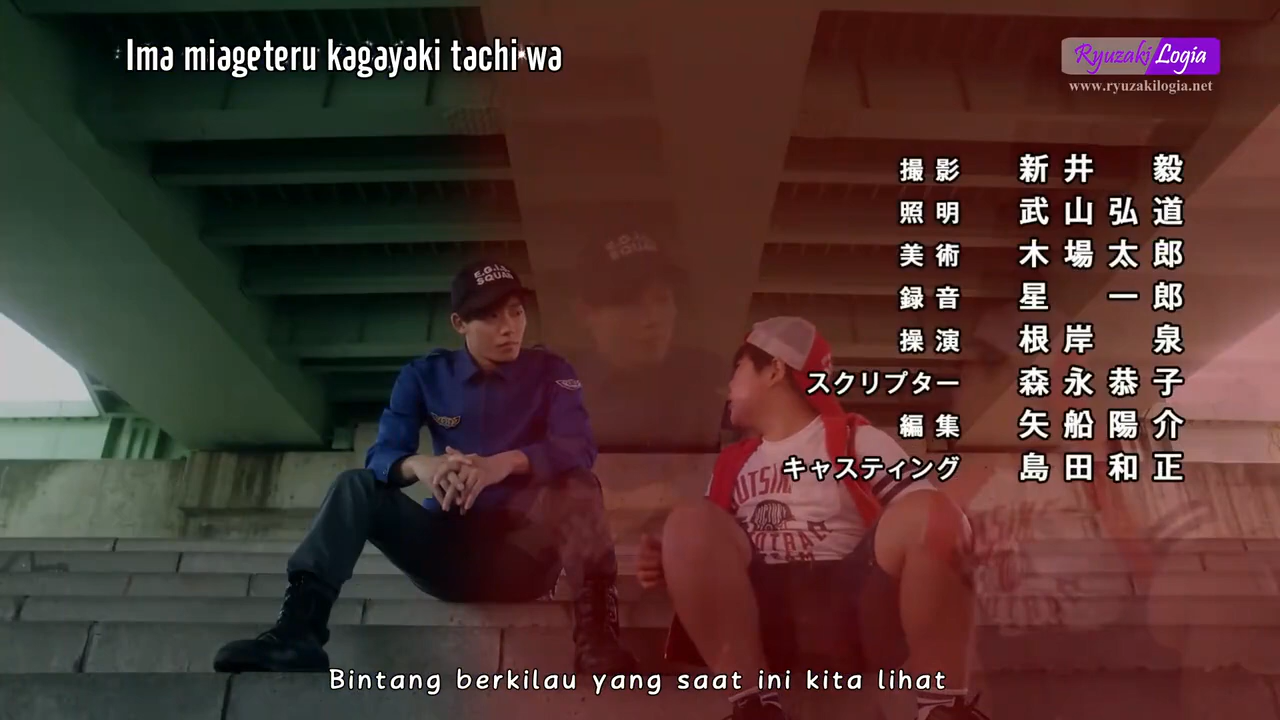 Ima miageteru kagayaki tachi wa
Ryuzaki Logia
www.ryuzakilogia.net
撮影 新井 毅
照明 武山弘道
美術 木場太郎
録音 星 一郎
操演 根岸 泉
スクリプター 森永恭子
編集 矢船陽介
キャスティング 島田和正
E.G.I.S.
SQUAD
Bintang berkilau yang saat ini kita lihat